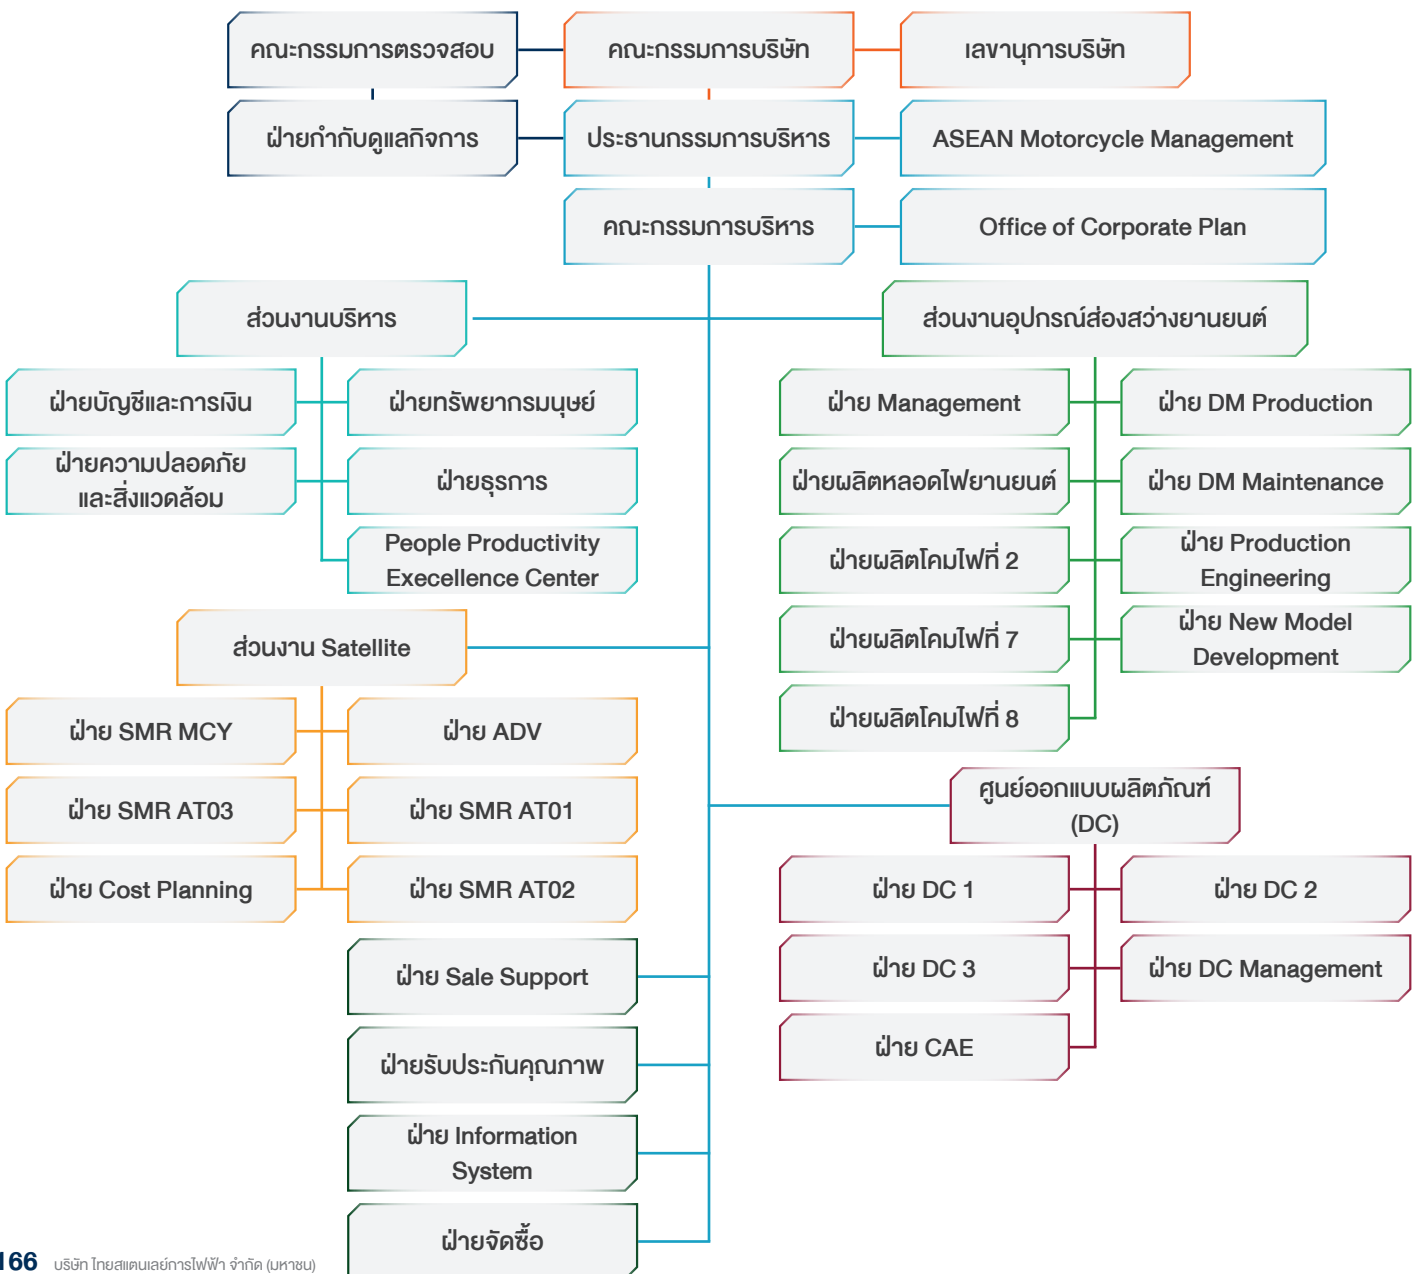 คณะกรรมการตรวจสอบ
คณะกรรมการบริษัท
เลขานุการบริษัท
ฝ่ายกำกับดูแลกิจการ
ประธานกรรมการบริหาร
ASEAN Motorcycle Management
คณะกรรมการบริหาร
Office of Corporate Plan
ส่วนงานบริหาร
ส่วนงานอุปกรณ์ส่องสว่างยานยนต์
ฝ่ายบัญชีและการเงิน
ฝ่ายทรัพยากรมนุษย์
ฝ่าย Management
ฝ่าย DM Production
ฝ่ายความปลอดภัย
และสิ่งแวดล้อม
ฝ่ายธุรการ
ฝ่ายผลิตหลอดไฟยานยนต์
ฝ่าย DM Maintenance
People Productivity
Execellence Center
ฝ่ายผลิตโคมไฟที่ 2
ฝ่าย Production
Engineering
ส่วนงาน Satellite
ฝ่ายผลิตโคมไฟที่ 7
ฝ่าย New Model
Development
ฝ่าย SMR MCY
ฝ่าย ADV
ฝ่ายผลิตโคมไฟที่ 8
ฝ่าย SMR AT03
ฝ่าย SMR AT01
ศูนย์ออกแบบผลิตภัณฑ์
(DC)
ฝ่าย Cost Planning
ฝ่าย SMR AT02
ฝ่าย DC 1
ฝ่าย DC 2
ฝ่าย Sale Support
ฝ่าย DC 3
ฝ่าย DC Management
ฝ่ายรับประกันคุณภาพ
ฝ่าย CAE
ฝ่าย Information
System
ฝ่ายจัดซื้อ
166 บริษัท ไทยสแตนเลย์การไฟฟ้า จำกัด (มหาชน)